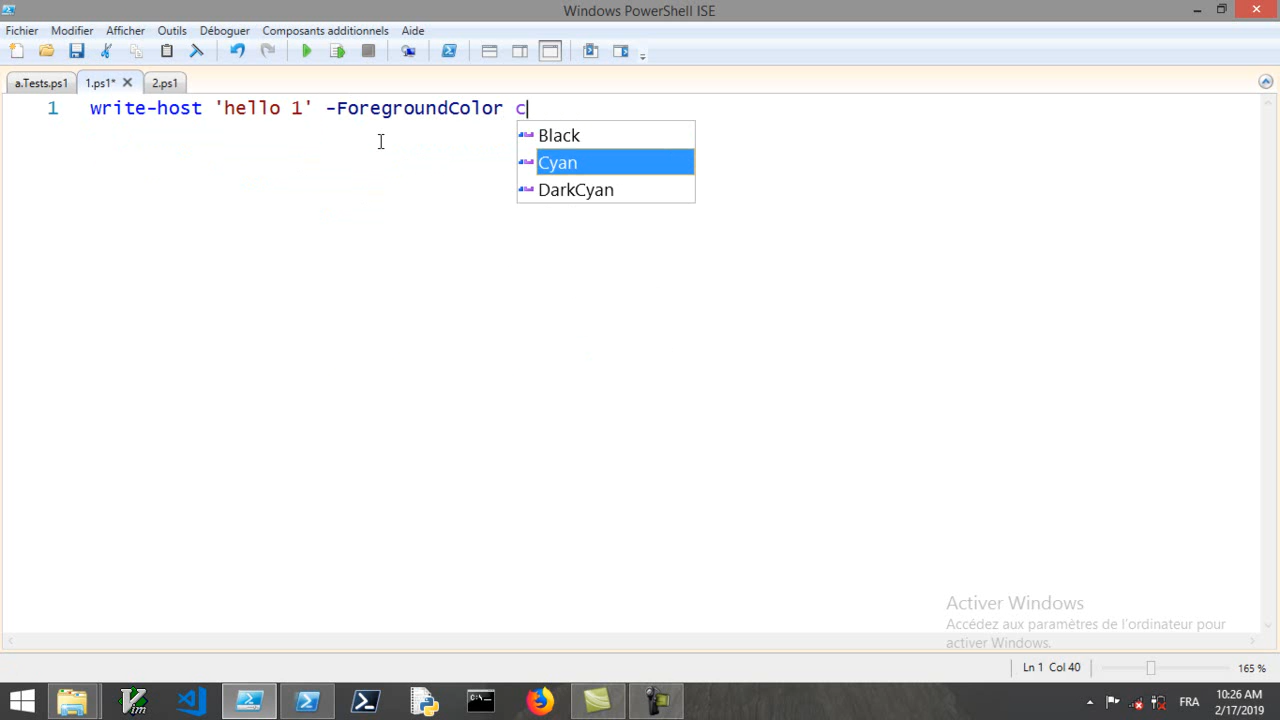 Windows PowerShell ISE
Fichier Modifier Afficher Outils Déboguer Composants additionnels Aide
a.Tests.ps1 1.ps1* 2.ps1
1 write-host 'hello 1' -ForegroundColor c
Black
Cyan
DarkCyan
Activer Windows
Accédez aux paramètres de l'ordinateur pour
activer Windows.
Ln 1 Col 40 165 %
FRA
10:26 AM
2/17/2019